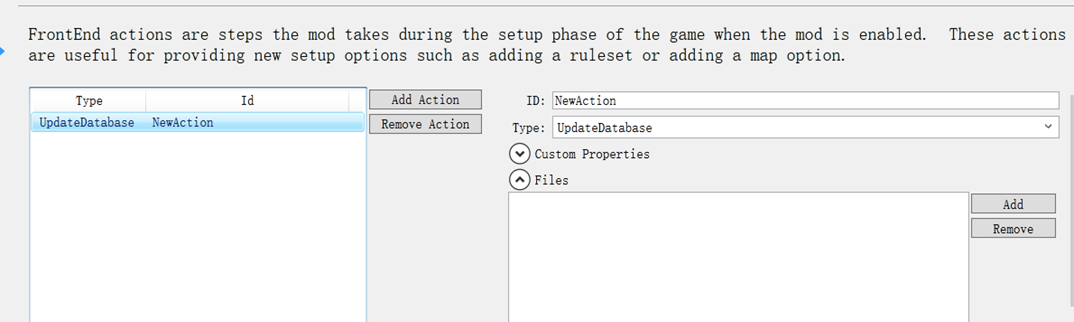 FrontEnd actions are steps the mod takes during the setup phase of the game when the mod is enabled.  These actions
are useful for providing new setup options such as adding a ruleset or adding a map option.
Type Id
UpdateDatabase NewAction
Add Action
Remove Action
ID: NewAction
Type: UpdateDatabase
Custom Properties
Files
Add
Remove